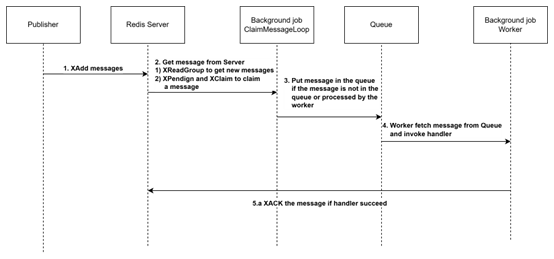 Publisher
Redis Server
Background job
ClaimMessageLoop
Queue
Background job
Worker
1. XAdd messages
2. Get message from Server
1) XReadGroup to get new messages
2) XPendign and XClaim to claim
a message
3. Put message in the queue
if the message is not in the
queue or processed by the
worker
4. Worker fetch message from Queue
and invoke handler
5.a XACK the message if handler succeed